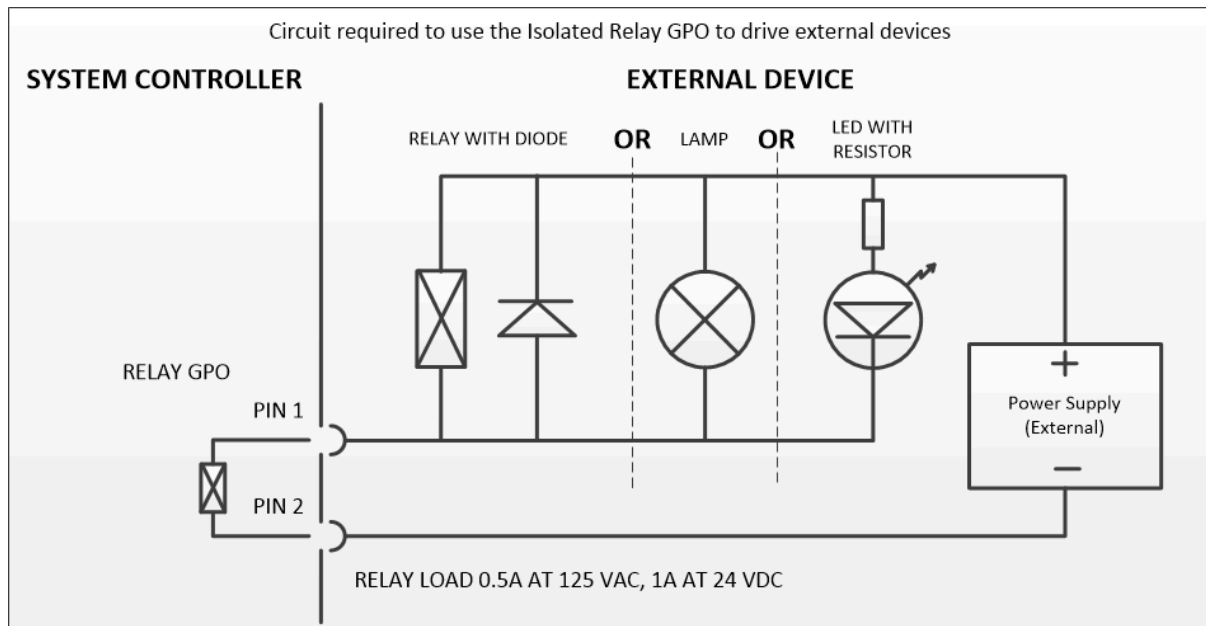 Circuit required to use the Isolated Relay GPO to drive external devices
SYSTEM CONTROLLER
EXTERNAL DEVICE
RELAY WITH DIODE
OR
LAMP
OR
LED WITH
RESISTOR
RELAY GPO
PIN 1
PIN 2
+
Power Supply
(External)
–
RELAY LOAD 0.5A AT 125 VAC, 1A AT 24 VDC